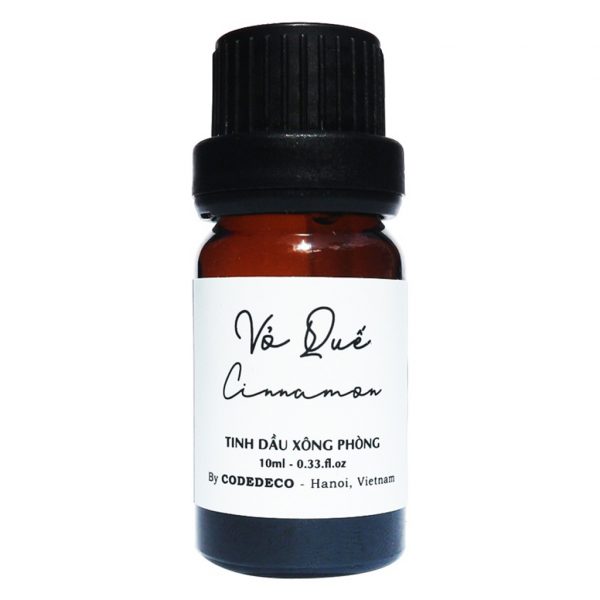 Vỏ Quế
Cinnamon
TINH DẦU XÔNG PHÒNG
10ml - 0.33.fl.oz
By CODEDECO - Hanoi, Vietnam